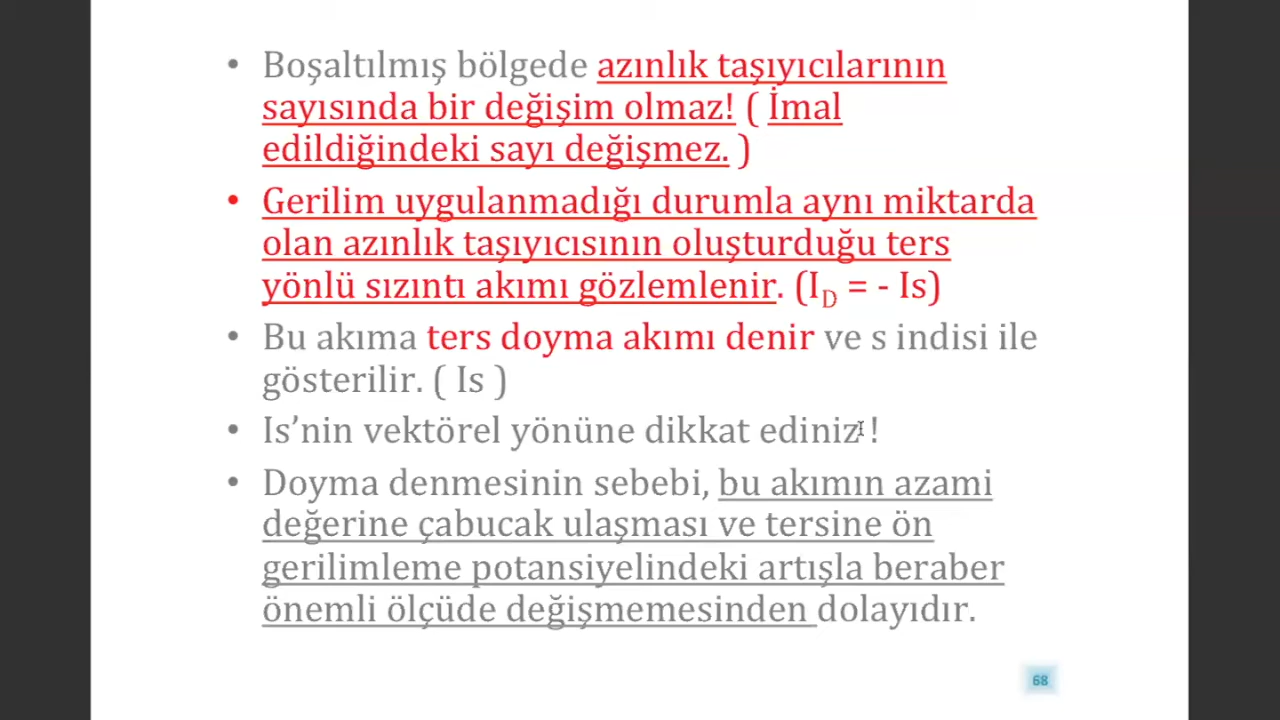 • Boşaltılmış bölgede azınlık taşıyıcılarının
sayısında bir değişim olmaz! ( İmal
edildiğindeki sayı değişmez. )
• Gerilim uygulanmadığı durumla aynı miktarda
olan azınlık taşıyıcısının oluşturduğu ters
yönlü sızıntı akımı gözlemlenir. (I_D = - Is)
• Bu akıma ters doyma akımı denir ve s indisi ile
gösterilir. ( Is )
• Is’nin vektörel yönüne dikkat ediniz !
• Doyma denmesinin sebebi, bu akımın azami
değerine çabucak ulaşması ve tersine ön
gerilimleme potansiyelindeki artışla beraber
önemli ölçüde değişmemesinden dolayıdır.
68